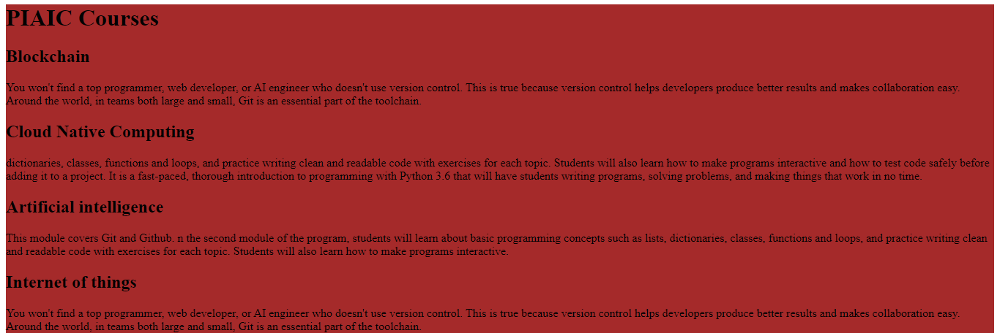 PIAIC Courses
Blockchain
You won't find a top programmer, web developer, or AI engineer who doesn't use version control. This is true because version control helps developers produce better results and makes collaboration easy.
Around the world, in teams both large and small, Git is an essential part of the toolchain.
Cloud Native Computing
dictionaries, classes, functions and loops, and practice writing clean and readable code with exercises for each topic. Students will also learn how to make programs interactive and how to test code safely before
adding it to a project. It is a fast-paced, thorough introduction to programming with Python 3.6 that will have students writing programs, solving problems, and making things that work in no time.
Artificial intelligence
This module covers Git and Github. n the second module of the program, students will learn about basic programming concepts such as lists, dictionaries, classes, functions and loops, and practice writing clean
and readable code with exercises for each topic. Students will also learn how to make programs interactive.
Internet of things
You won't find a top programmer, web developer, or AI engineer who doesn't use version control. This is true because version control helps developers produce better results and makes collaboration easy.
Around the world, in teams both large and small, Git is an essential part of the toolchain.